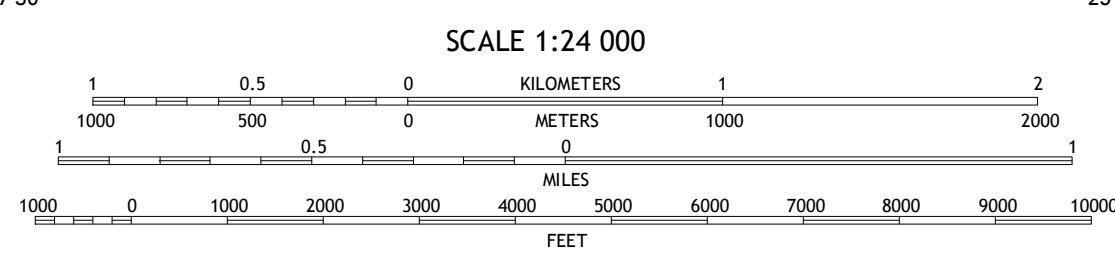 SCALE 1:24 000
1 0.5 0 KILOMETERS 1 2
1000 500 0 METERS 1000 2000
1 0.5 0 1
MILES
1000 0 1000 2000 3000 4000 5000 6000 7000 8000 9000 10000
FEET